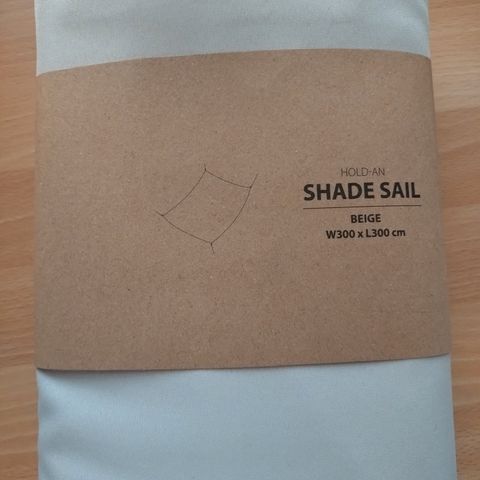 HOLD-AN
SHADE SAIL
BEIGE
W300 x L300 cm